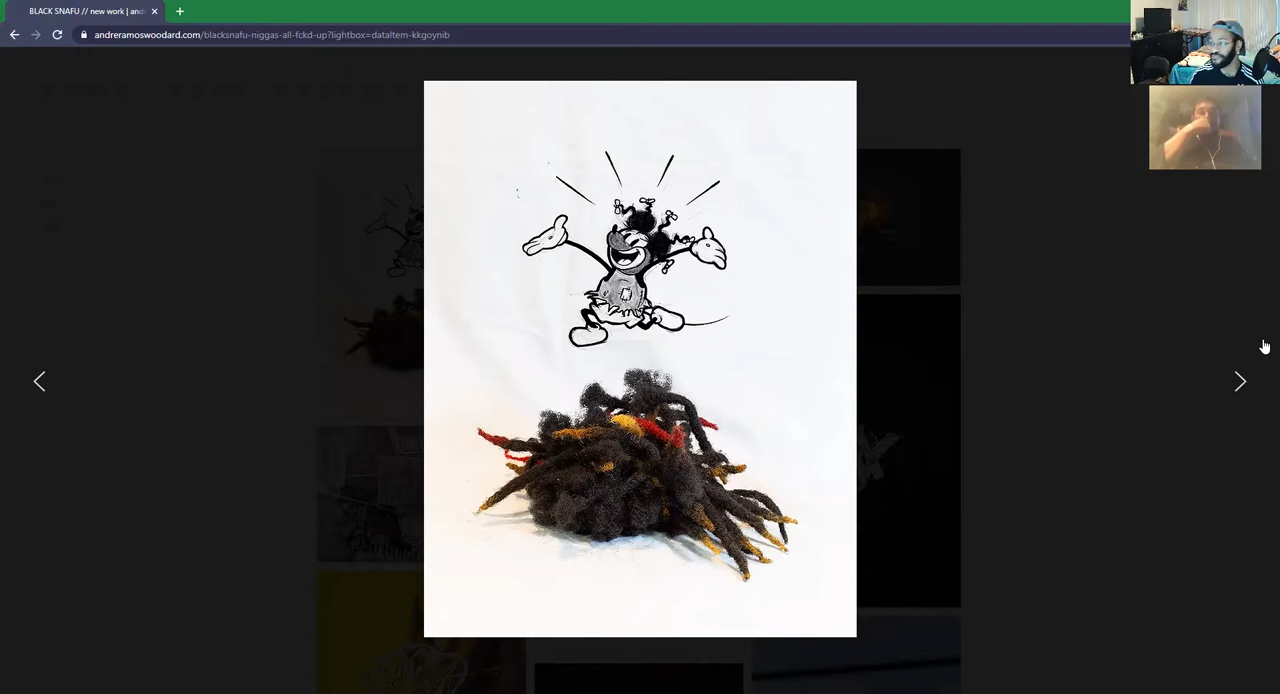 BLACK SNAFU // new work | and
andreramoswoodard.com/blacksnafu-niggas-all-fckd-up?lightbox=dataItem-kkgoynib